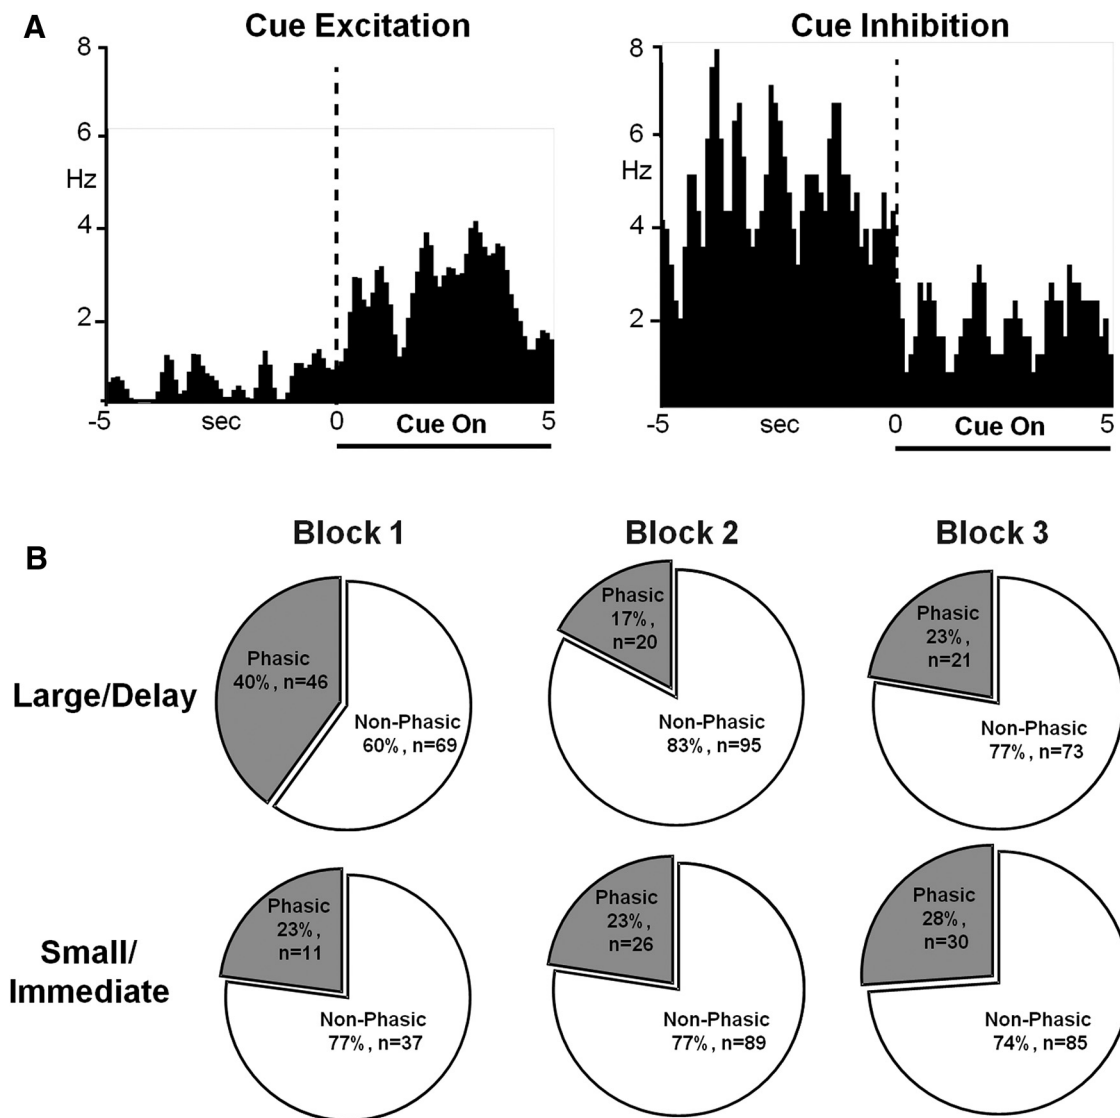 A
Cue Excitation
8
6
Hz
4
2
-5
sec
0
Cue On
5
Cue Inhibition
8
6
Hz
4
2
-5
sec
0
Cue On
5
B
Block 1
Block 2
Block 3
Large/Delay
Phasic
40%, n=46
Non-Phasic
60%, n=69
Phasic
17%,
n=20
Non-Phasic
83%, n=95
Phasic
23%,
n=21
Non-Phasic
77%, n=73
Small/
Immediate
Phasic
23%,
n=11
Non-Phasic
77%, n=37
Phasic
23%,
n=26
Non-Phasic
77%, n=89
Phasic
28%,
n=30
Non-Phasic
74%, n=85